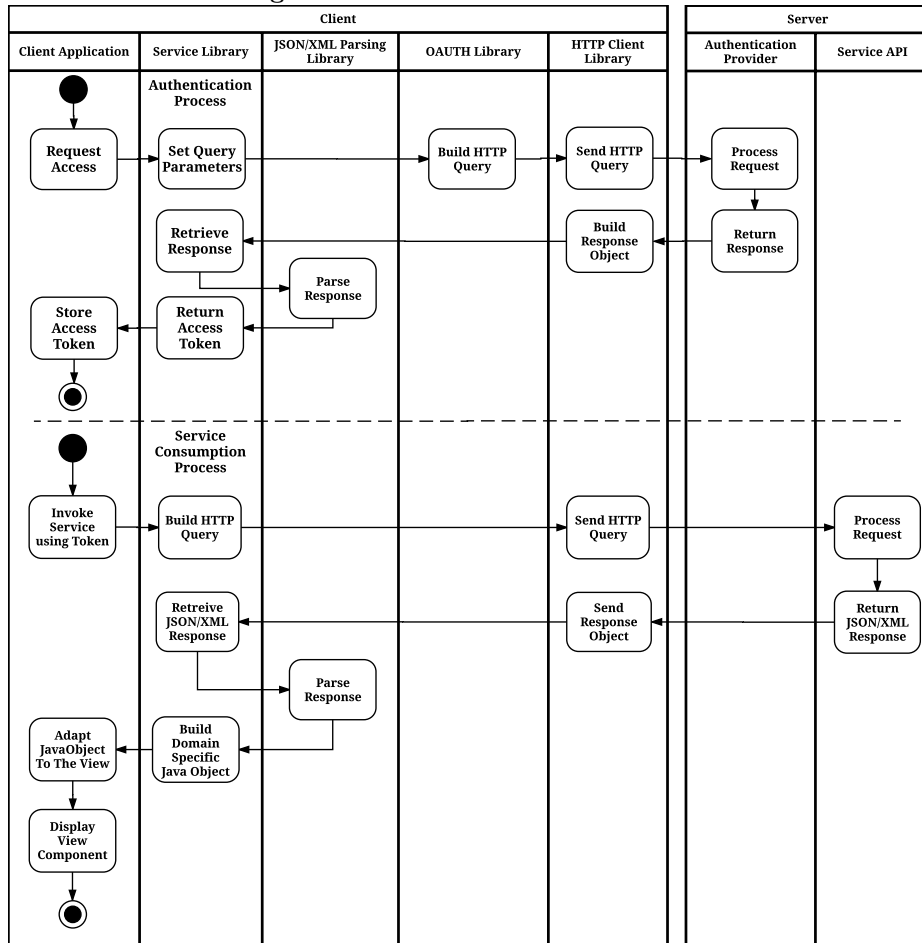 Client
Server
Client Application
Service Library
JSON/XML Parsing
Library
OAUTH Library
HTTP Client
Library
Authentication
Provider
Service API
Authentication
Process
Request
Access
Set Query
Parameters
Build HTTP
Query
Send HTTP
Query
Process
Request
Retrieve
Response
Build
Response
Object
Return
Response
Parse
Response
Store
Access
Token
Return
Access
Token
Service
Consumption
Process
Invoke
Service
using Token
Build HTTP
Query
Send HTTP
Query
Process
Request
Retreive
JSON/XML
Response
Send
Response
Object
Return
JSON/XML
Response
Parse
Response
Adapt
JavaObject
To The View
Build
Domain
Specific
Java Object
Display
View
Component